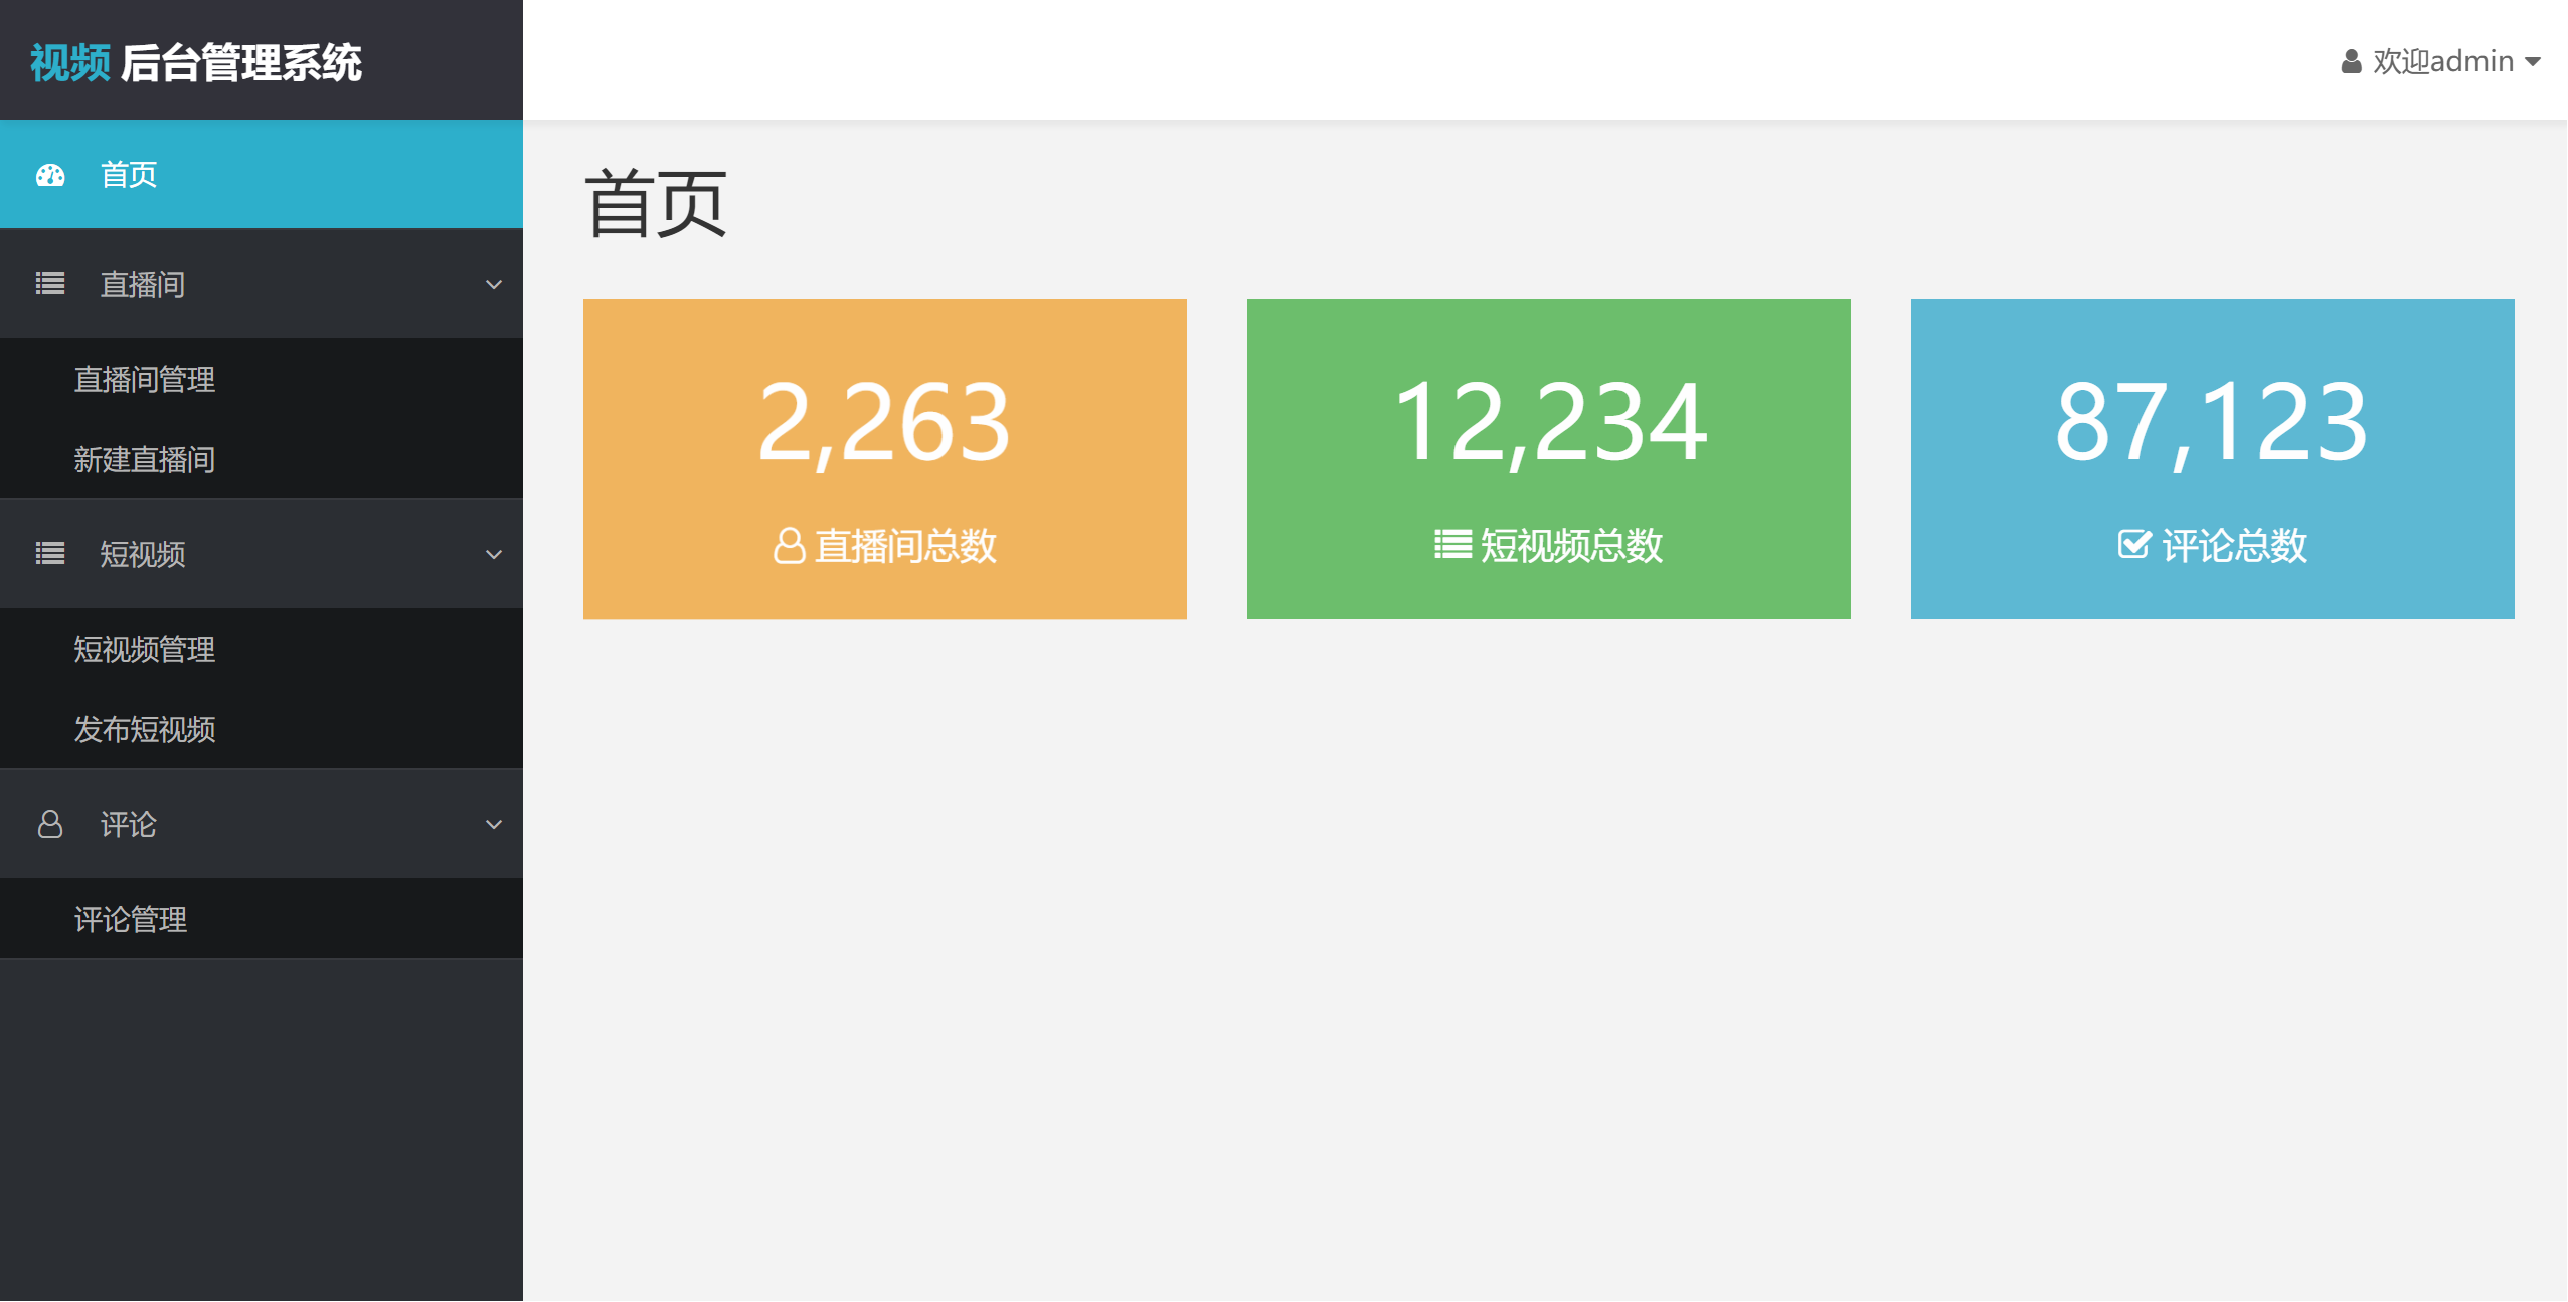 视频 后台管理系统
欢迎admin
首页
直播间
直播间管理
新建直播间
短视频
短视频管理
发布短视频
评论
评论管理
首页
2,263
直播间总数
12,234
短视频总数
87,123
评论总数